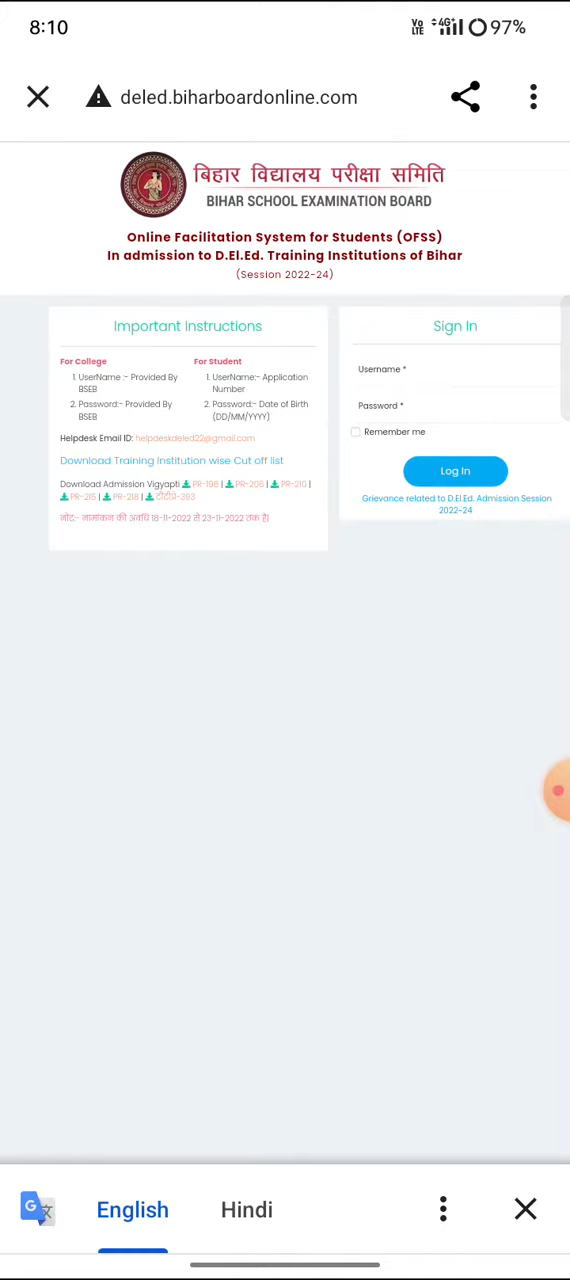 8:10
Vo LTE 4G+ 97%
deled.biharboardonline.com
बिहार विद्यालय परीक्षा समिति
BIHAR SCHOOL EXAMINATION BOARD
Online Facilitation System for Students (OFSS)
In admission to D.El.Ed. Training Institutions of Bihar
(Session 2022-24)
Important Instructions
For College
1. UserName :- Provided By
BSEB
2. Password:- Provided By
BSEB
For Student
1. UserName:- Application
Number
2. Password:- Date of Birth
(DD/MM/YYYY)
Helpdesk Email ID: helpdeskdeled22@gmail.com
Download Training Institution wise Cut off list
Download Admission Vigyapti PR-198 | PR-206 | PR-210 |
PR-215 | PR-218 | टीटीप्रे-393
नोट:- नामांकन की अवधि 18-11-2022 से 23-11-2022 तक है|
Sign In
Username *
Password *
Remember me
Log In
Grievance related to D.El.Ed. Admission Session
2022-24
English
Hindi